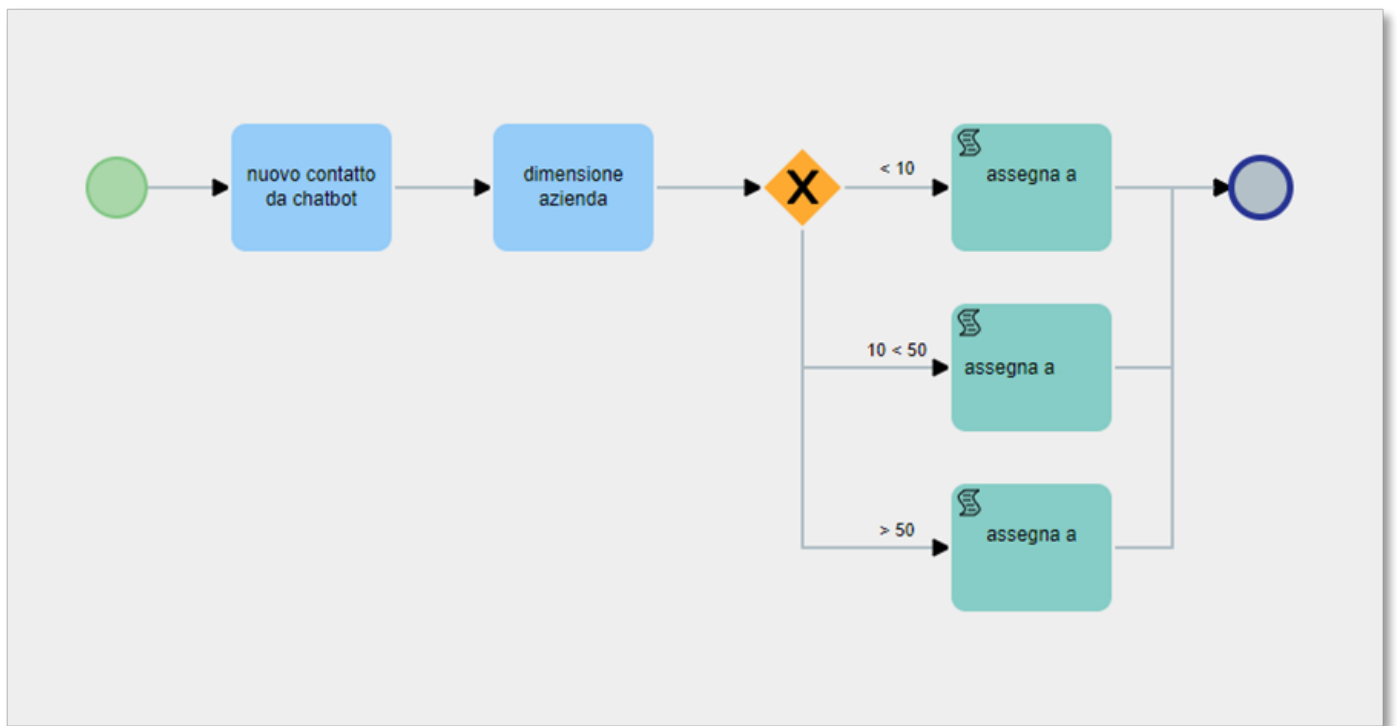 nuovo contatto
da chatbot
dimensione
azienda
X
< 10
assegna a
10 < 50
assegna a
> 50
assegna a